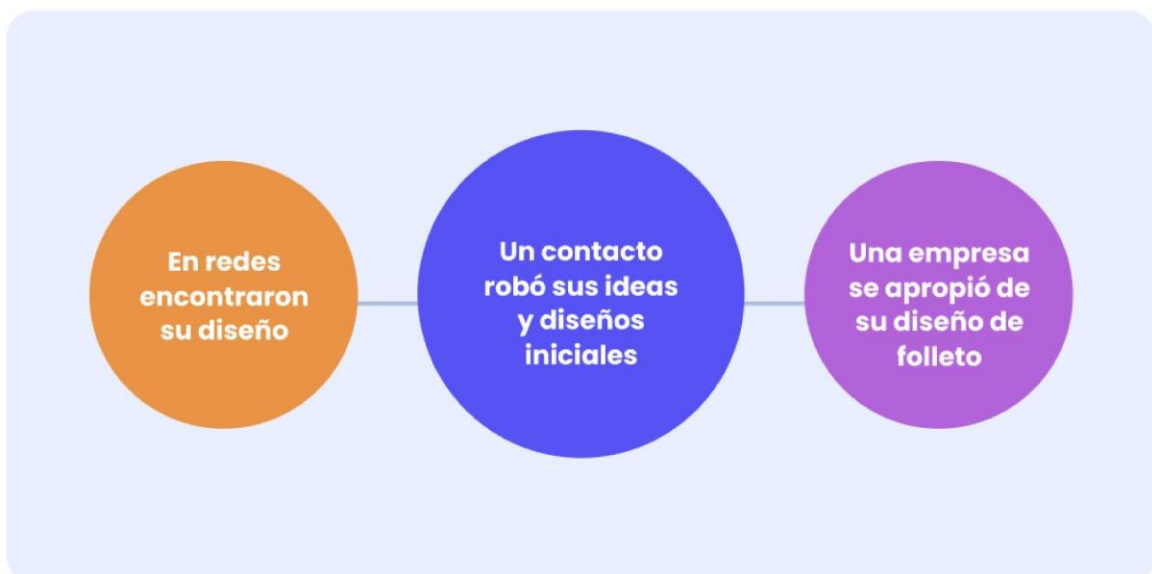 En redes
encontraron
su diseño
Un contacto
robó sus ideas
y diseños
iniciales
Una empresa
se apropió de
su diseño de
folleto